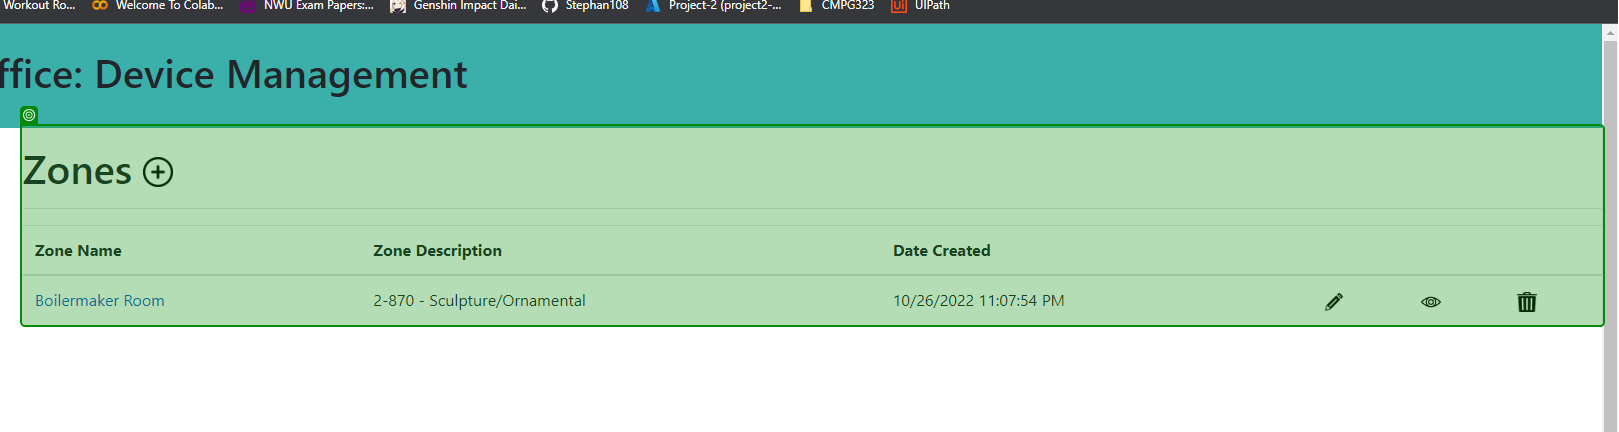 Workout Ro... Welcome To Colab... NWU Exam Papers:... Genshin Impact Dai... Stephan108 Project-2 (project2-... CMPG323 Ui UIPath
ffice: Device Management
Zones
Zone Name Zone Description Date Created
Boilermaker Room 2-870 - Sculpture/Ornamental 10/26/2022 11:07:54 PM